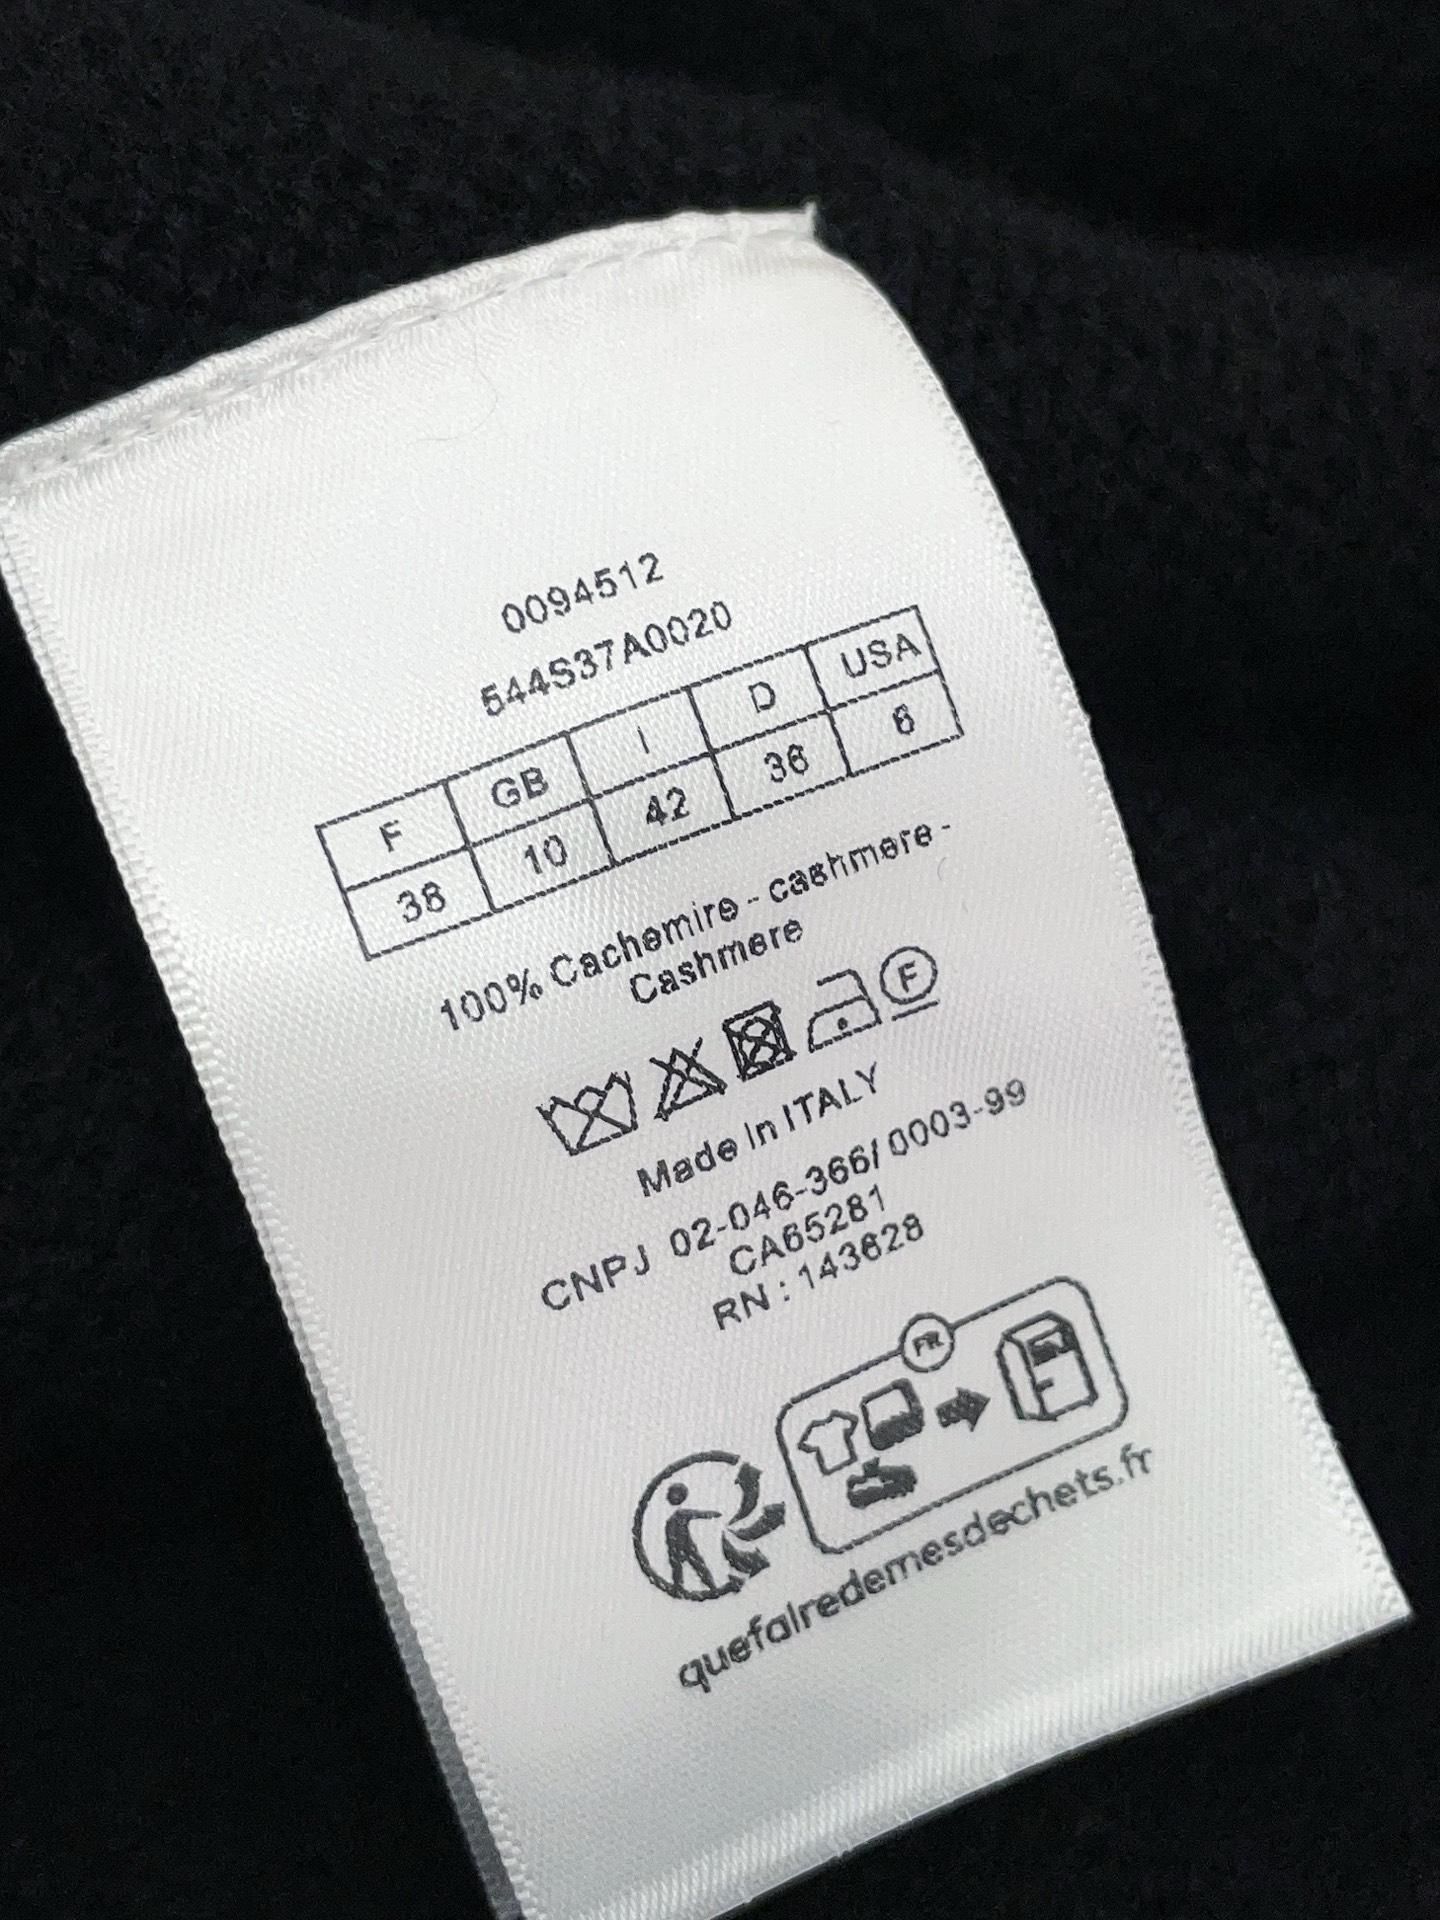 0094512
544S37A0020
F GB I D USA
38 10 42 36 6
100% Cachemire - cashmere -
Cashmere
F
Made in ITALY
CNPJ 02-046-366/ 0003-99
CA65281
RN : 143628
FR
quefairedemesdechets.fr